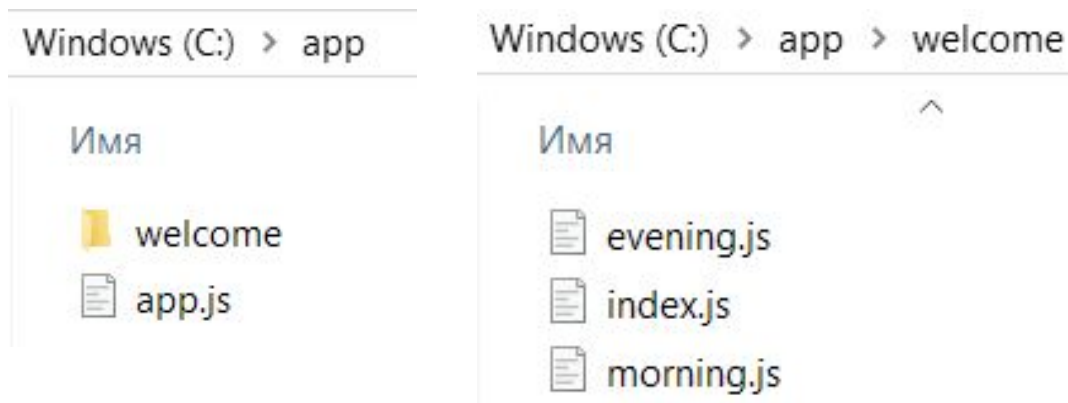 Windows (C:) > app
Имя
welcome
app.js
Windows (C:) > app > welcome
Имя
evening.js
index.js
morning.js